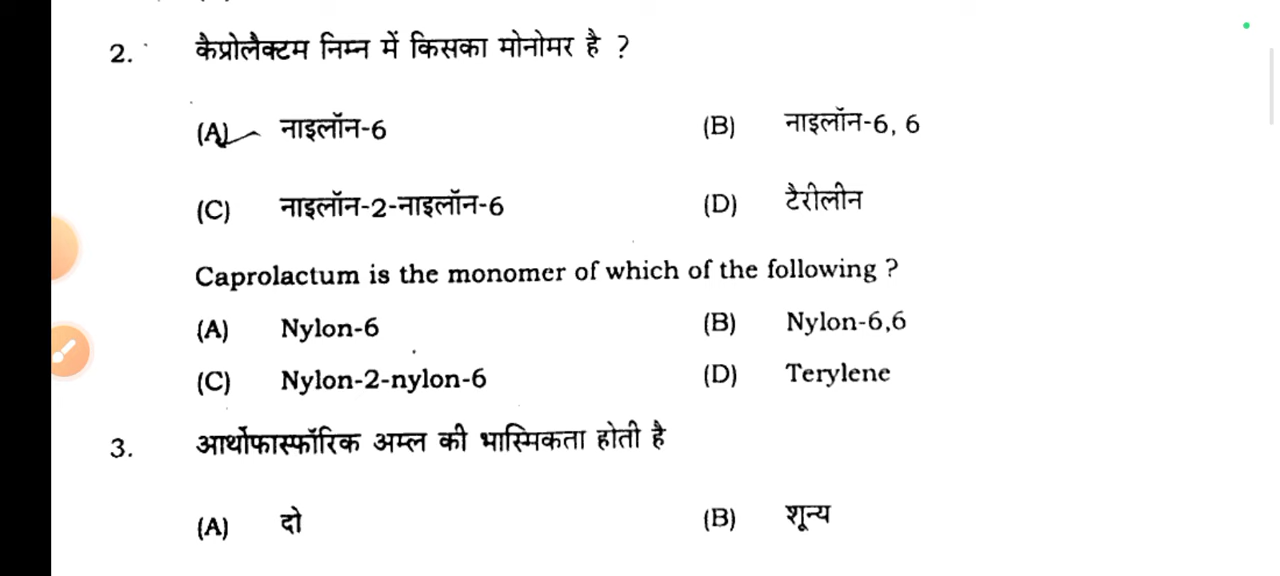 2. कैप्रोलैक्टम निम्न में किसका मोनोमर है ?
(A) नाइलॉन-6 (B) नाइलॉन-6, 6
(C) नाइलॉन-2-नाइलॉन-6 (D) टैरीलीन
Caprolactum is the monomer of which of the following ?
(A) Nylon-6 (B) Nylon-6,6
(C) Nylon-2-nylon-6 (D) Terylene
3. आर्थोफास्फॉरिक अम्ल की भास्मिकता होती है
(A) दो (B) शून्य